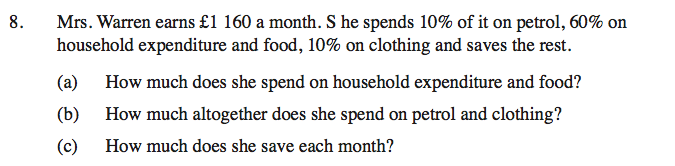 8. Mrs. Warren earns £1 160 a month. S he spends 10% of it on petrol, 60% on
household expenditure and food, 10% on clothing and saves the rest.
(a) How much does she spend on household expenditure and food?
(b) How much altogether does she spend on petrol and clothing?
(c) How much does she save each month?